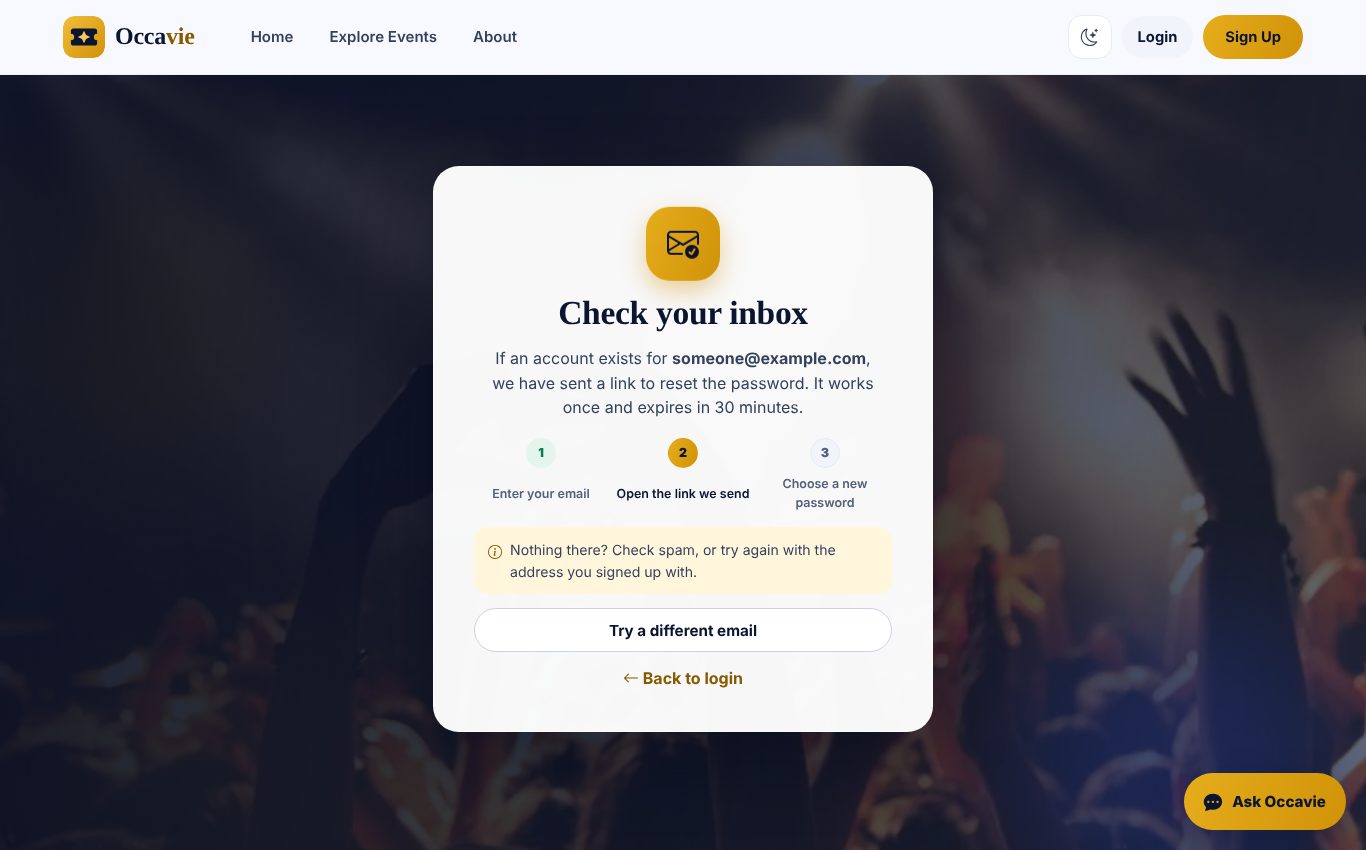 Occavie
Home
Explore Events
About
Login
Sign Up
Check your inbox
If an account exists for someone@example.com,
we have sent a link to reset the password. It works
once and expires in 30 minutes.
1
2
3
Enter your email
Open the link we send
Choose a new
password
Nothing there? Check spam, or try again with the
address you signed up with.
Try a different email
← Back to login
Ask Occavie